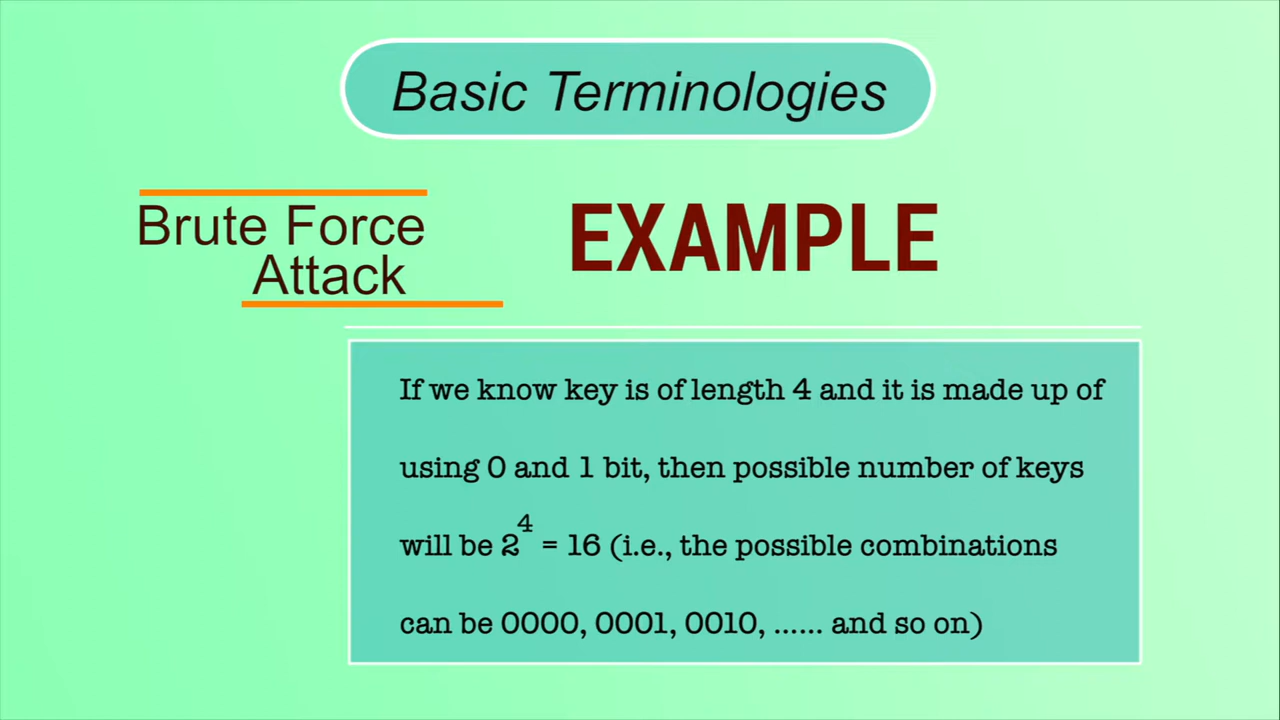 Basic Terminologies
Brute Force
Attack
EXAMPLE
If we know key is of length 4 and it is made up of
using 0 and 1 bit, then possible number of keys
will be 2⁴ = 16 (i.e., the possible combinations
can be 0000, 0001, 0010, ...... and so on)